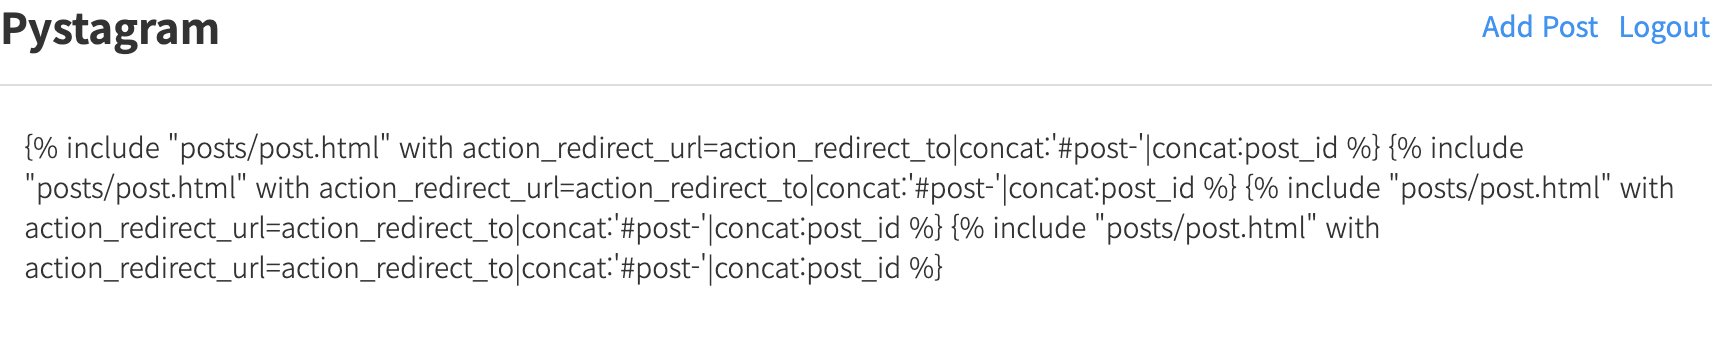 Pystagram
Add Post Logout
{% include "posts/post.html" with action_redirect_url=action_redirect_to|concat:'#post-'|concat:post_id %} {% include
"posts/post.html" with action_redirect_url=action_redirect_to|concat:'#post-'|concat:post_id %} {% include "posts/post.html" with
action_redirect_url=action_redirect_to|concat:'#post-'|concat:post_id %} {% include "posts/post.html" with
action_redirect_url=action_redirect_to|concat:'#post-'|concat:post_id %}